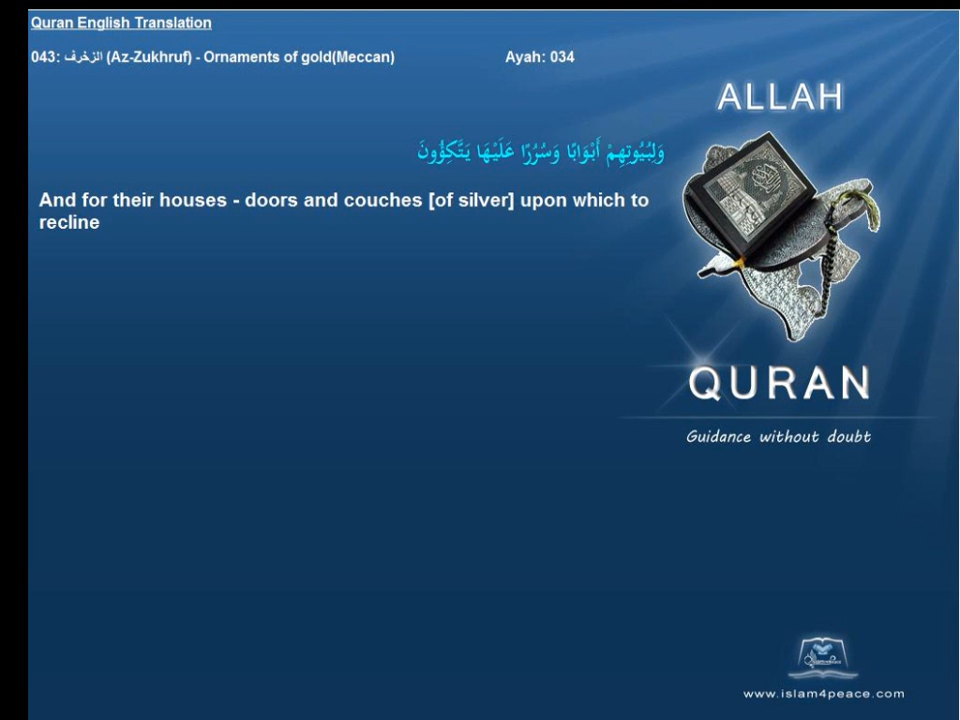 Quran English Translation
043: الزخرف (Az-Zukhruf) - Ornaments of gold(Meccan) Ayah: 034
ALLAH
وَلِبُيُوتِهِمْ أَبْوَابًا وَسُرُرًا عَلَيْهَا يَتَّكِؤُونَ
And for their houses - doors and couches [of silver] upon which to
recline
QURAN
Guidance without doubt
www.islam4peace.com